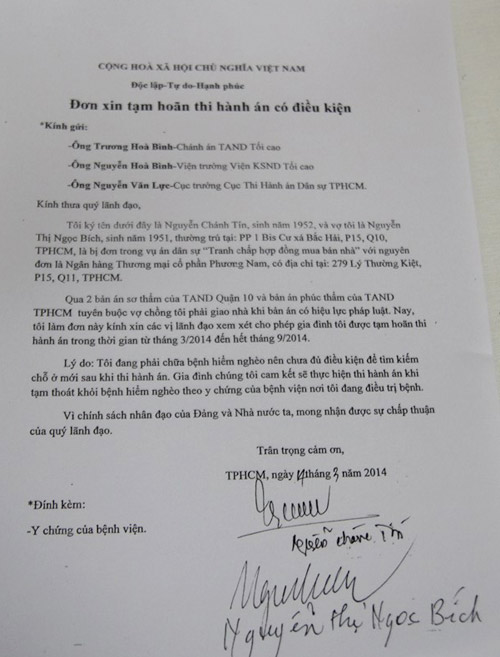 CỘNG HOÀ XÃ HỘI CHỦ NGHĨA VIỆT NAM
Độc lập-Tự do-Hạnh phúc
Đơn xin tạm hoãn thi hành án có điều kiện
*Kính gửi:
-Ông Trương Hoà Bình-Chánh án TAND Tối cao
-Ông Nguyễn Hoà Bình-Viện trưởng Viện KSND Tối cao
-Ông Nguyễn Văn Lực-Cục trưởng Cục Thi Hành án Dân sự TPHCM.
Kính thưa quý lãnh đạo,
Tôi ký tên dưới đây là Nguyễn Chánh Tín, sinh năm 1952, và vợ tôi là Nguyễn
Thị Ngọc Bích, sinh năm 1951, thường trú tại: PP 1 Bis Cư xá Bắc Hải, P15, Q10,
TPHCM, là bị đơn trong vụ án dân sự "Tranh chấp hợp đồng mua bán nhà" với nguyên
đơn là Ngân hàng Thương mại cổ phần Phương Nam, có địa chỉ tại: 279 Lý Thường Kiệt,
P15, Q11, TPHCM.
Qua 2 bản án sơ thẩm của TAND Quận 10 và bản án phúc thẩm của TAND
TPHCM tuyên buộc vợ chồng tôi phải giao nhà khi bán có hiệu lực pháp luật. Nay,
tôi làm đơn này kính xin các vị lãnh đạo xem xét cho phép gia đình tôi được tạm hoãn thi
hành án trong thời gian từ tháng 3/2014 đến hết tháng 9/2014.
Lý do: Tôi đang phải chữa bệnh hiểm nghèo nên chưa đủ điều kiện để tìm kiếm
chỗ ở mới sau khi thi hành án. Gia đình chúng tôi cam kết sẽ thực hiện thi hành án khi
tạm thoát khỏi bệnh hiểm nghèo theo y chứng của bệnh viện nơi tôi đang điều trị bệnh.
Vì chính sách nhân đạo của Đảng và Nhà nước ta, mong nhận được sự chấp thuận
của quý lãnh đạo.
Trân trọng cảm ơn,
TPHCM, ngày 4 tháng 3 năm 2014
*Đính kèm:
-Y chứng của bệnh viện.
Nguyễn Chánh Tín
Nguyễn Thị Ngọc Bích